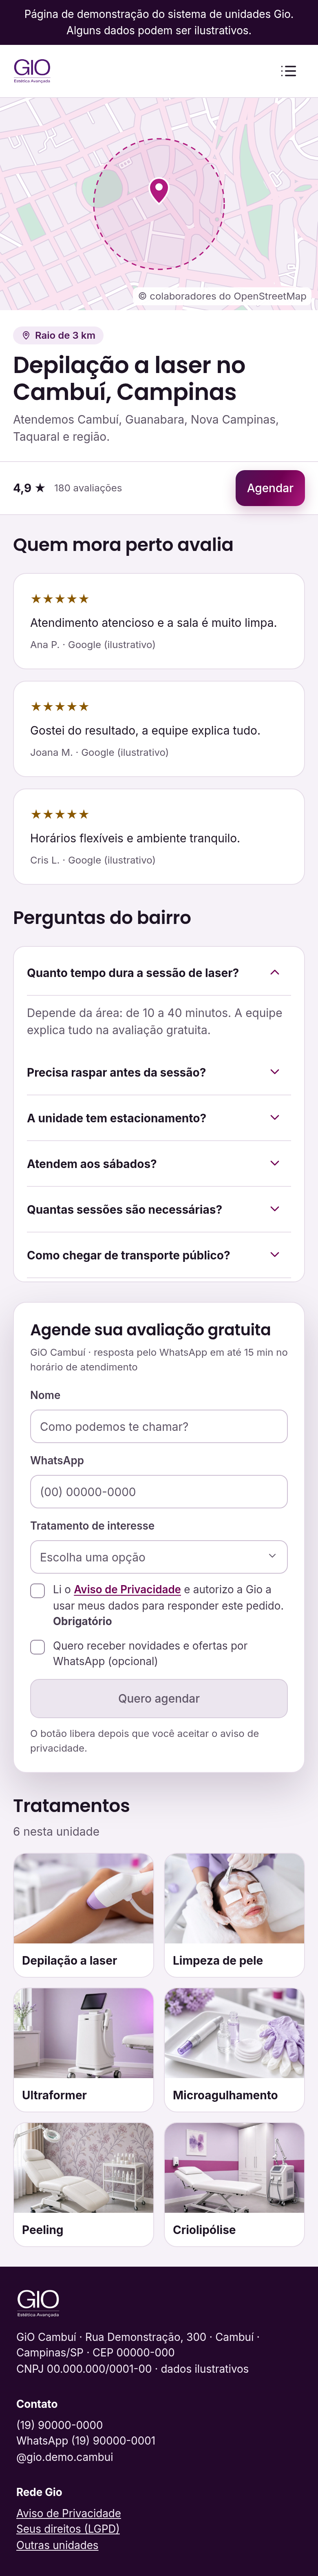 Página de demonstração do sistema de unidades Gio.
Alguns dados podem ser ilustrativos.
GIO
Estética Avançada
© colaboradores do OpenStreetMap
Raio de 3 km
Depilação a laser no
Cambuí, Campinas
Atendemos Cambuí, Guanabara, Nova Campinas,
Taquaral e região.
4,9 ★ 180 avaliações
Agendar
Quem mora perto avalia
★★★★★
Atendimento atencioso e a sala é muito limpa.
Ana P. · Google (ilustrativo)
★★★★★
Gostei do resultado, a equipe explica tudo.
Joana M. · Google (ilustrativo)
★★★★★
Horários flexíveis e ambiente tranquilo.
Cris L. · Google (ilustrativo)
Perguntas do bairro
Quanto tempo dura a sessão de laser?
Depende da área: de 10 a 40 minutos. A equipe
explica tudo na avaliação gratuita.
Precisa raspar antes da sessão?
A unidade tem estacionamento?
Atendem aos sábados?
Quantas sessões são necessárias?
Como chegar de transporte público?
Agende sua avaliação gratuita
GiO Cambuí · resposta pelo WhatsApp em até 15 min no
horário de atendimento
Nome
Como podemos te chamar?
WhatsApp
(00) 00000-0000
Tratamento de interesse
Escolha uma opção
Li o Aviso de Privacidade e autorizo a Gio a
usar meus dados para responder este pedido.
Obrigatório
Quero receber novidades e ofertas por
WhatsApp (opcional)
Quero agendar
O botão libera depois que você aceitar o aviso de
privacidade.
Tratamentos
6 nesta unidade
Depilação a laser
Limpeza de pele
Ultraformer
Microagulhamento
Peeling
Criolipólise
GIO
Estética Avançada
GiO Cambuí · Rua Demonstração, 300 · Cambuí ·
Campinas/SP · CEP 00000-000
CNPJ 00.000.000/0001-00 · dados ilustrativos
Contato
(19) 90000-0000
WhatsApp (19) 90000-0001
@gio.demo.cambui
Rede Gio
Aviso de Privacidade
Seus direitos (LGPD)
Outras unidades